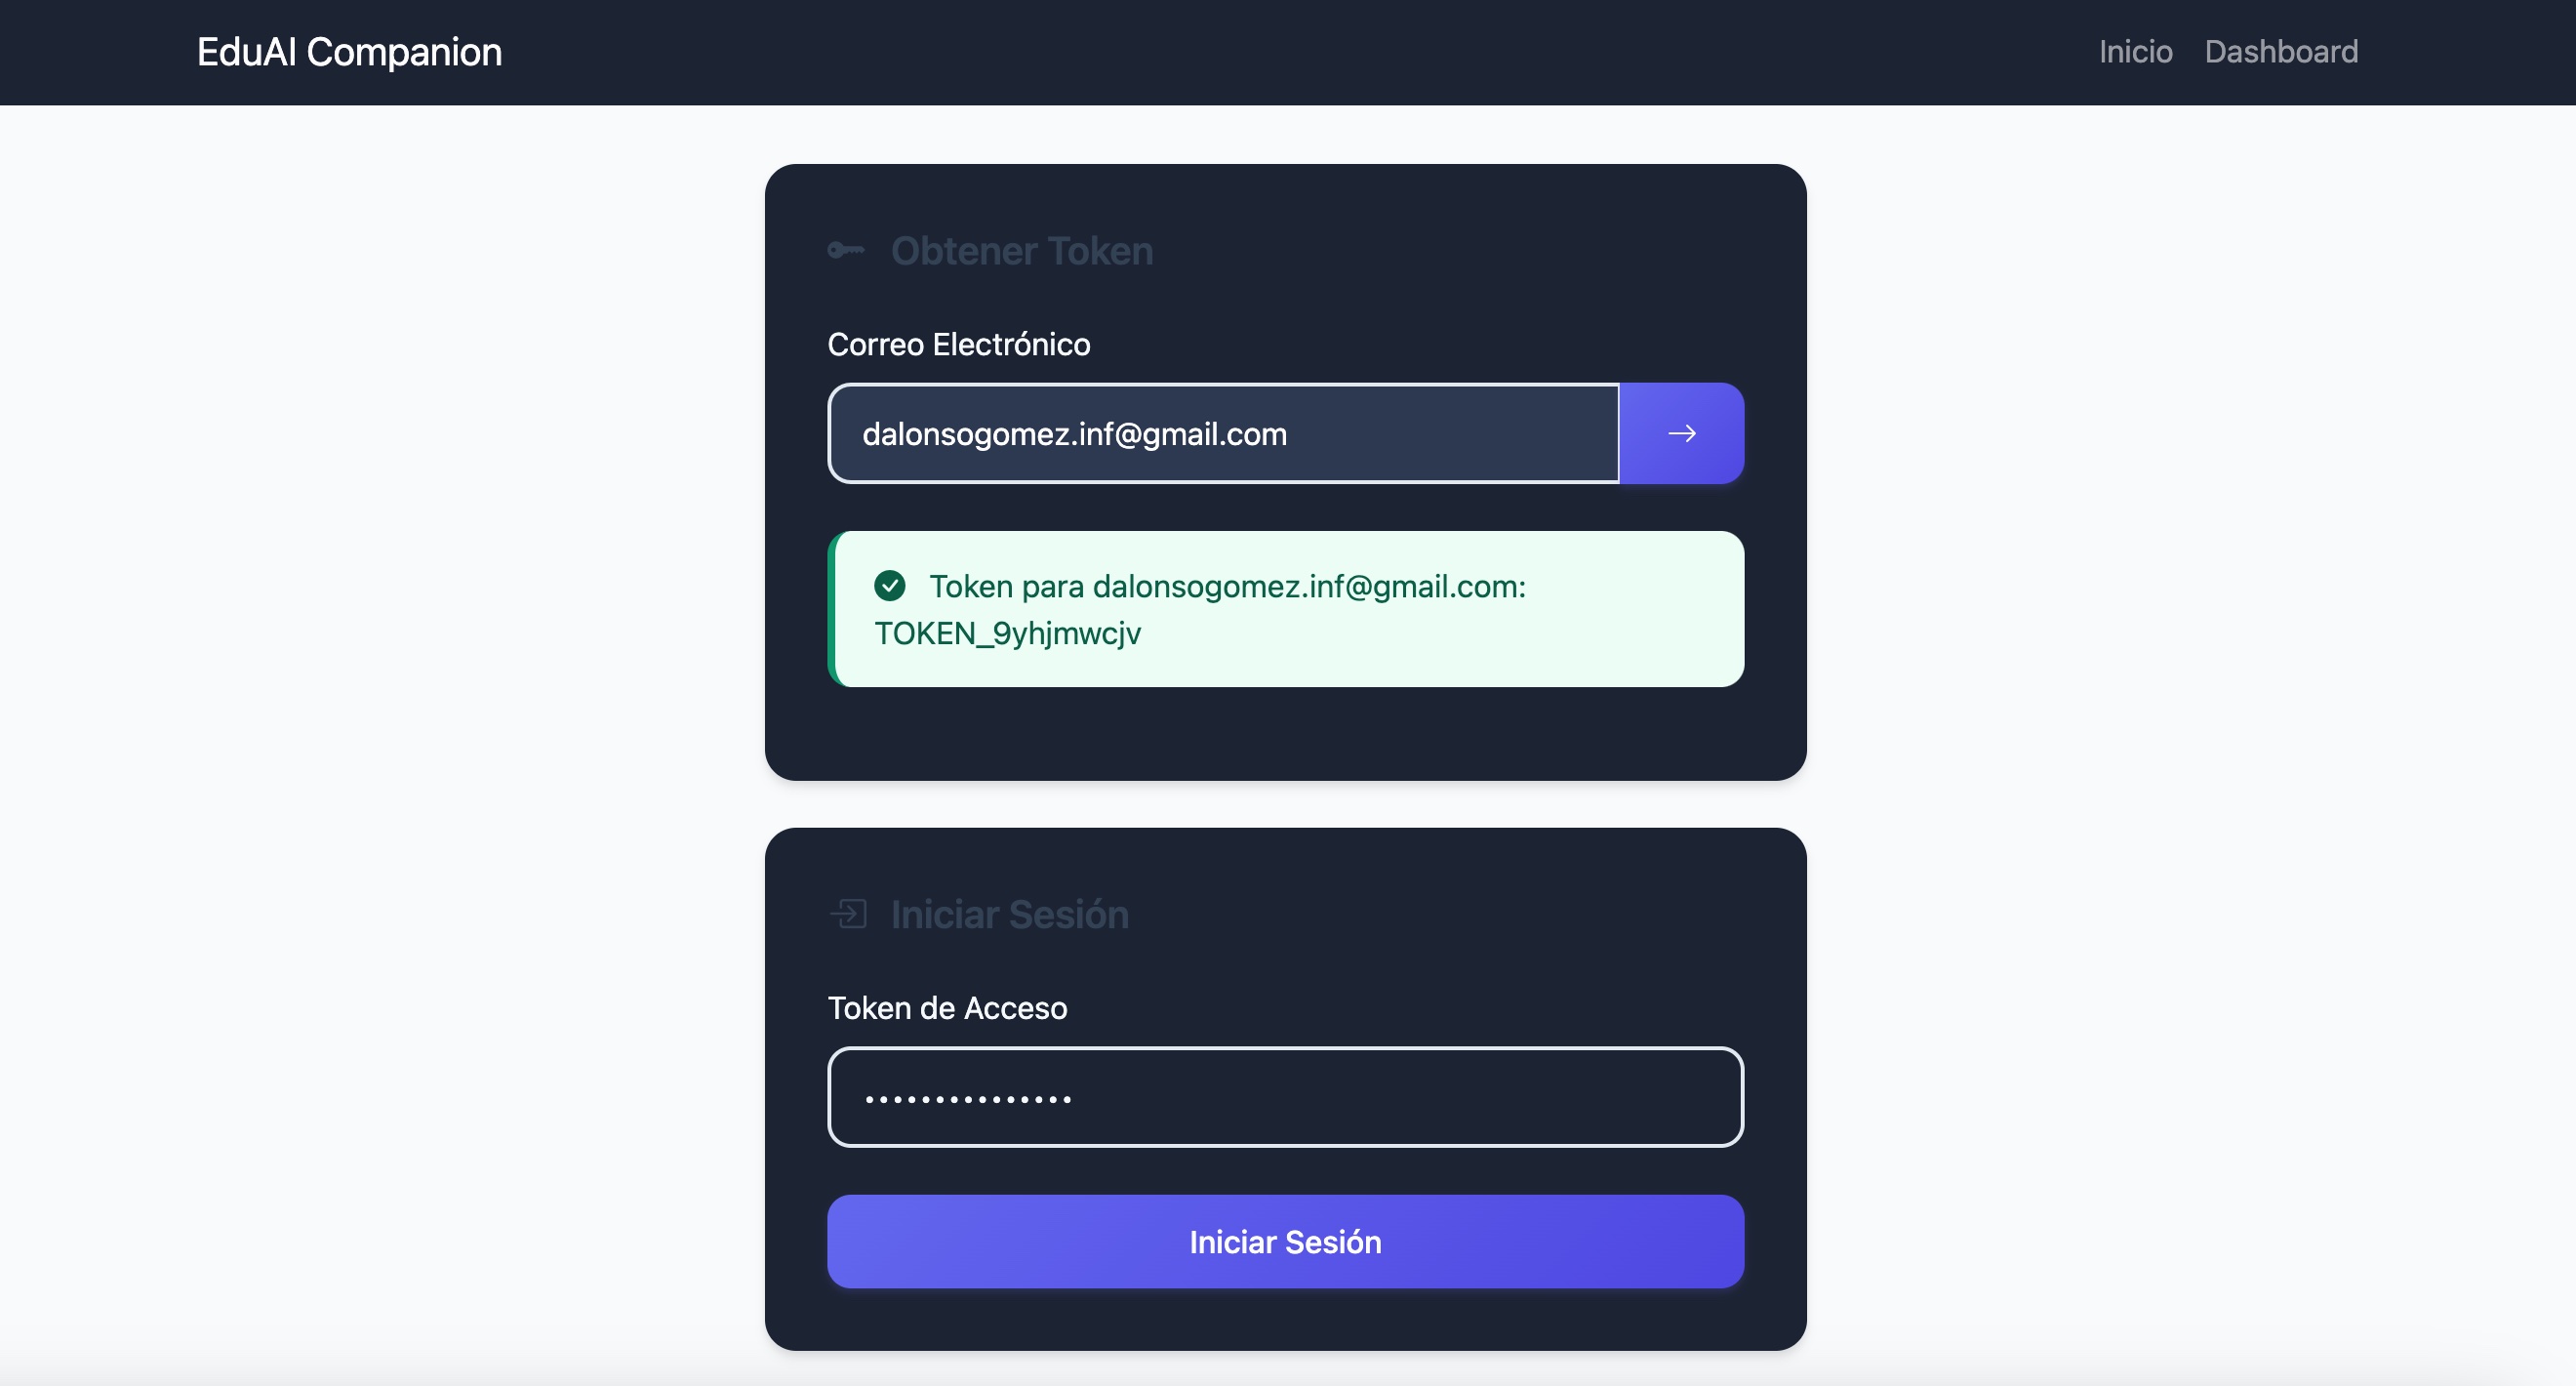 EduAI Companion
Inicio Dashboard
Obtener Token
Correo Electrónico
dalonsogomez.inf@gmail.com
Token para dalonsogomez.inf@gmail.com:
TOKEN_9yhjmwcjv
Iniciar Sesión
Token de Acceso
•••••••••••••••
Iniciar Sesión